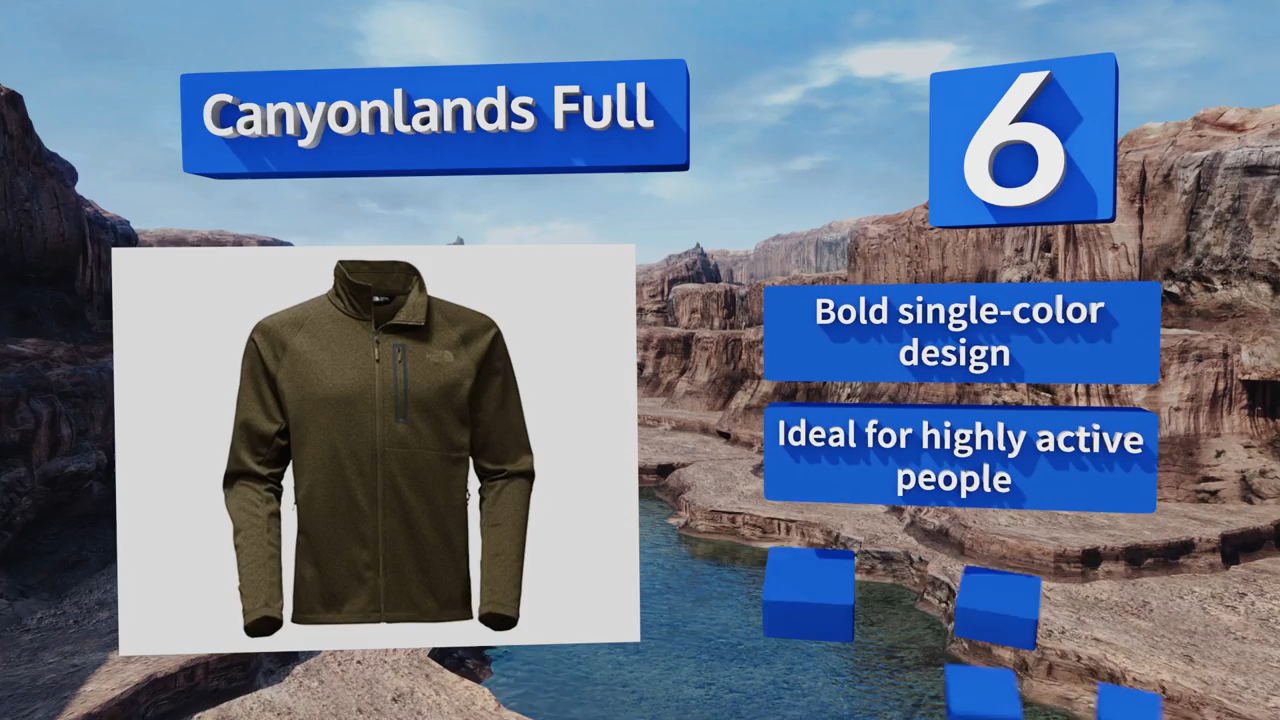 Canyonlands Full
6
Bold single-color
design
Ideal for highly active
people